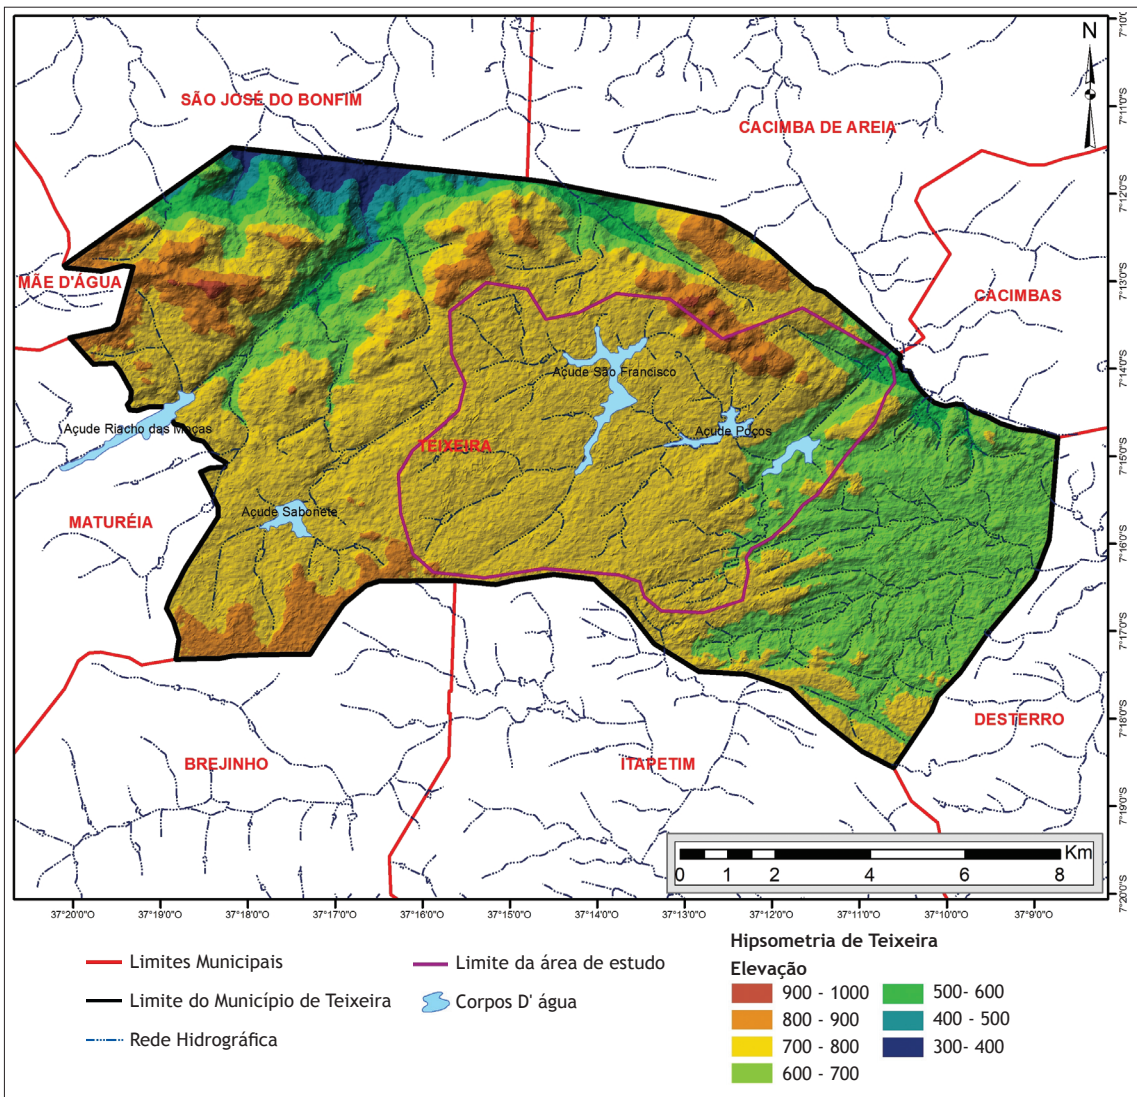 N
SÃO JOSÉ DO BONFIM
CACIMBA DE AREIA
MÃE D'ÁGUA
CACIMBAS
Açude São Francisco
Açude Riacho das Moças
TEIXEIRA
Açude Poços
MATURÉIA
Açude Sabonete
DESTERRO
BREJINHO
ITAPETIM
Km
0 1 2 4 6 8
7°10'0"S
7°11'0"S
7°12'0"S
7°13'0"S
7°14'0"S
7°15'0"S
7°16'0"S
7°17'0"S
7°18'0"S
7°19'0"S
7°20'0"S
37°20'0"O 37°19'0"O 37°18'0"O 37°17'0"O 37°16'0"O 37°15'0"O 37°14'0"O 37°13'0"O 37°12'0"O 37°11'0"O 37°10'0"O 37°9'0"O
Limites Municipais
Limite do Município de Teixeira
Rede Hidrográfica
Limite da área de estudo
Corpos D' água
Hipsometria de Teixeira
Elevação
900 - 1000
800 - 900
700 - 800
600 - 700
500- 600
400 - 500
300- 400